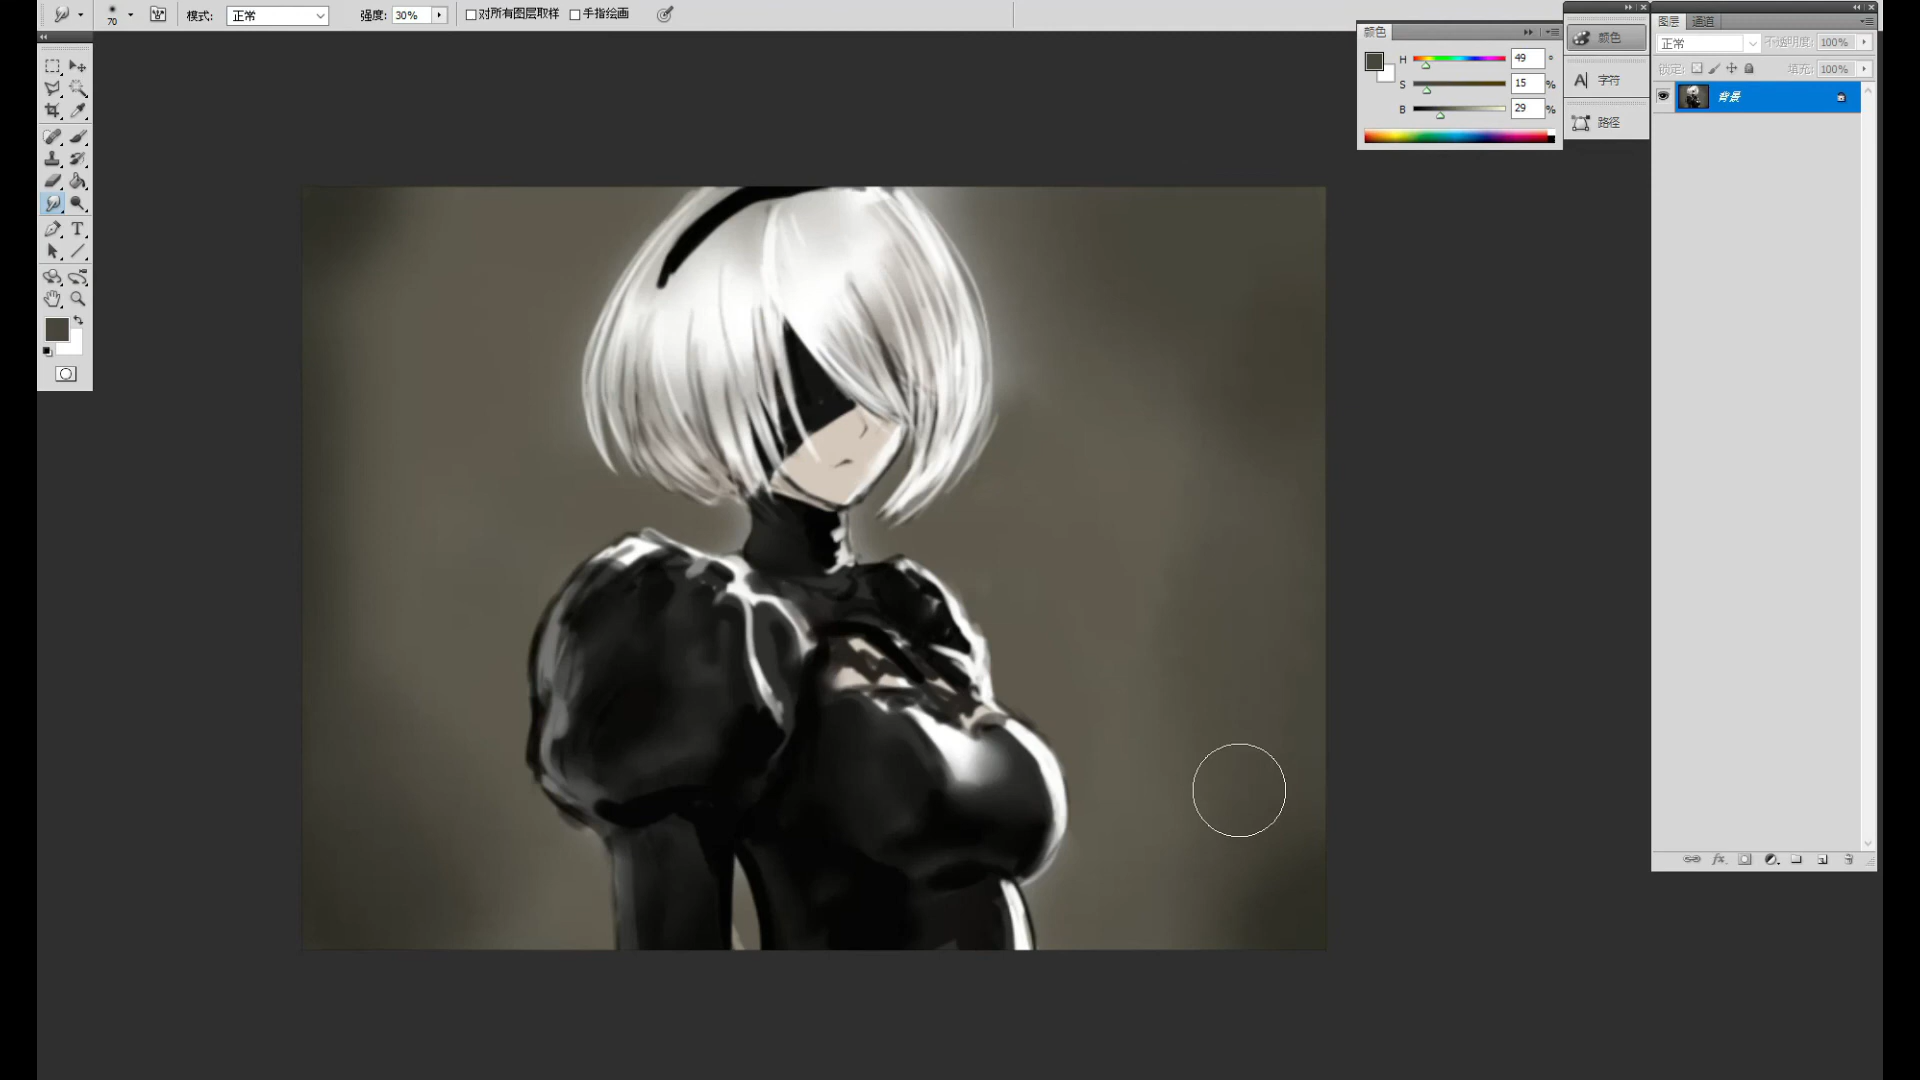 70 模式: 正常 强度: 30% 对所有图层取样 手指绘画
颜色
H 49 °
S 15 %
B 29 %
颜色
字符
路径
图层 通道
正常 不透明度: 100%
锁定: 填充: 100%
背景